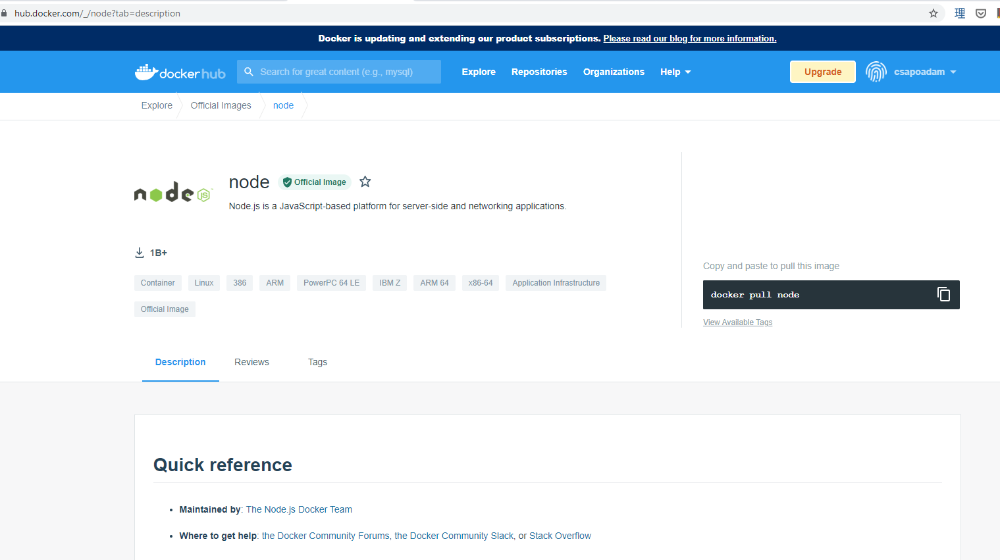 hub.docker.com/_/node?tab=description
理
Docker is updating and extending our product subscriptions. Please read our blog for more information.
dockerhub
Search for great content (e.g., mysql)
Explore
Repositories
Organizations
Help
Upgrade
csapoadam
Explore
Official Images
node
node JS
node
Official Image
Node.js is a JavaScript-based platform for server-side and networking applications.
1B+
Container
Linux
386
ARM
PowerPC 64 LE
IBM Z
ARM 64
x86-64
Application Infrastructure
Official Image
Copy and paste to pull this image
docker pull node
View Available Tags
Description
Reviews
Tags
Quick reference
• Maintained by: The Node.js Docker Team
• Where to get help: the Docker Community Forums, the Docker Community Slack, or Stack Overflow